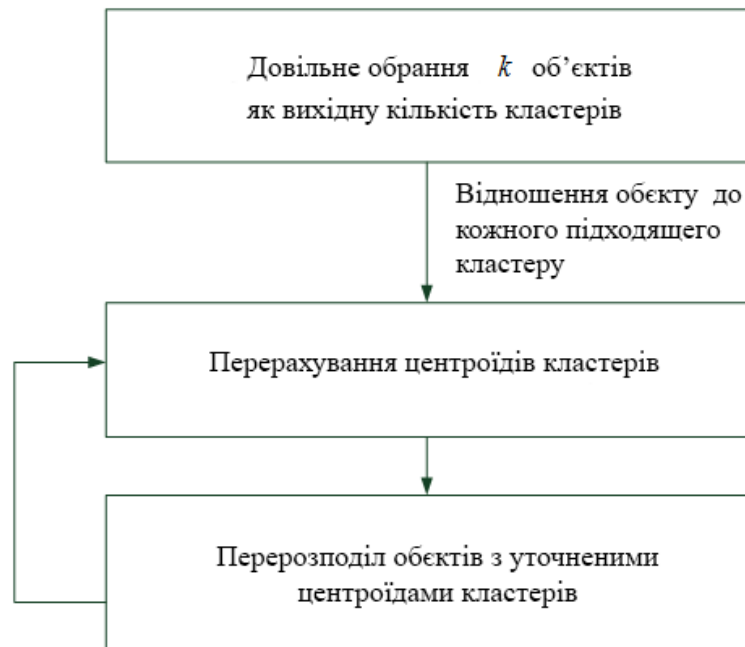 Довільне обрання k об’єктів
як вихідну кількість кластерів
Відношення обєкту до
кожного підходящего
кластеру
Перерахування центроїдів кластерів
Перерозподіл обєктів з уточненими
центроїдами кластерів